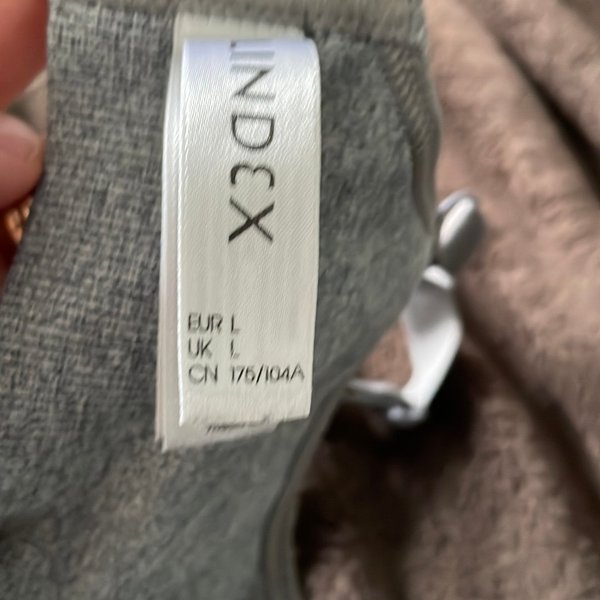 LINDEX
EUR L
UK L
CN 175/104A